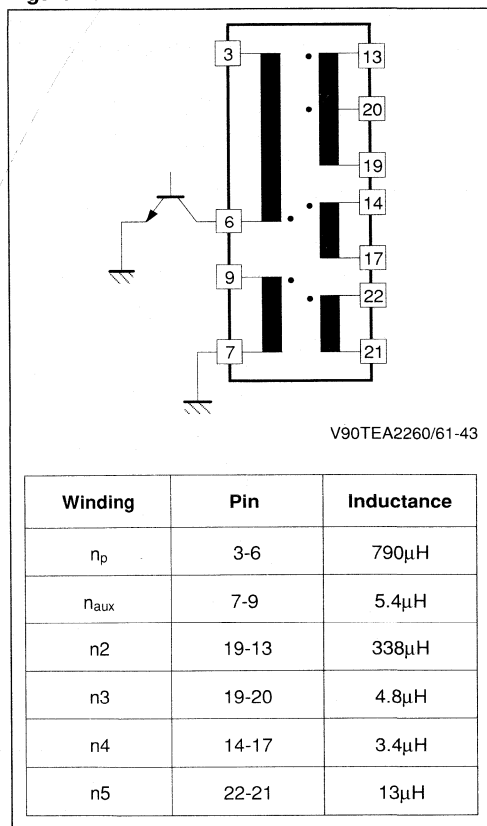 3
13
20
19
6
14
17
9
22
7
21
V90TEA2260/61-43
Winding Pin Inductance
np 3-6 790µH
naux 7-9 5.4µH
n2 19-13 338µH
n3 19-20 4.8µH
n4 14-17 3.4µH
n5 22-21 13µH